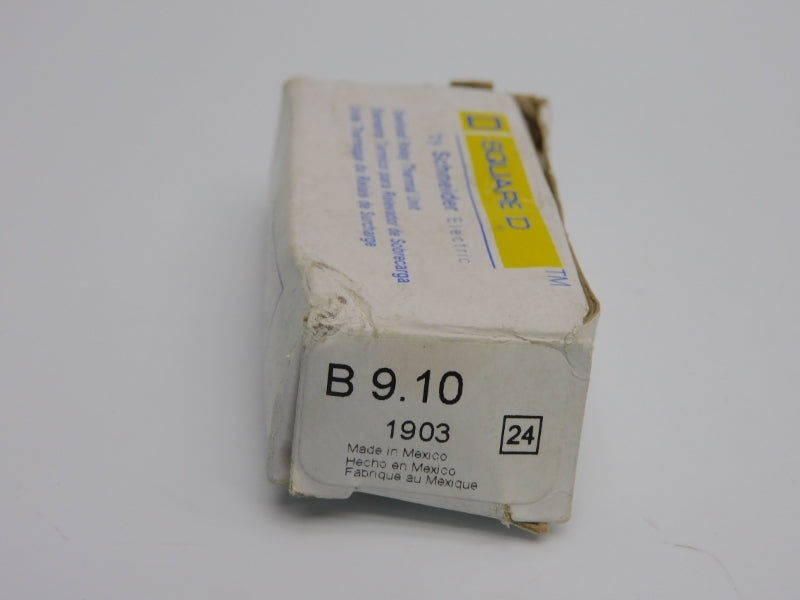 SQUARE D
TM
by Schneider Electric
Overload Relay Thermal Unit
Elemento Térmico para Relevador de Sobrecarga
Unité Thermique de Relais de Surcharge
B 9.10
1903
24
Made in Mexico
Hecho en Mexico
Fabrique au Mexique